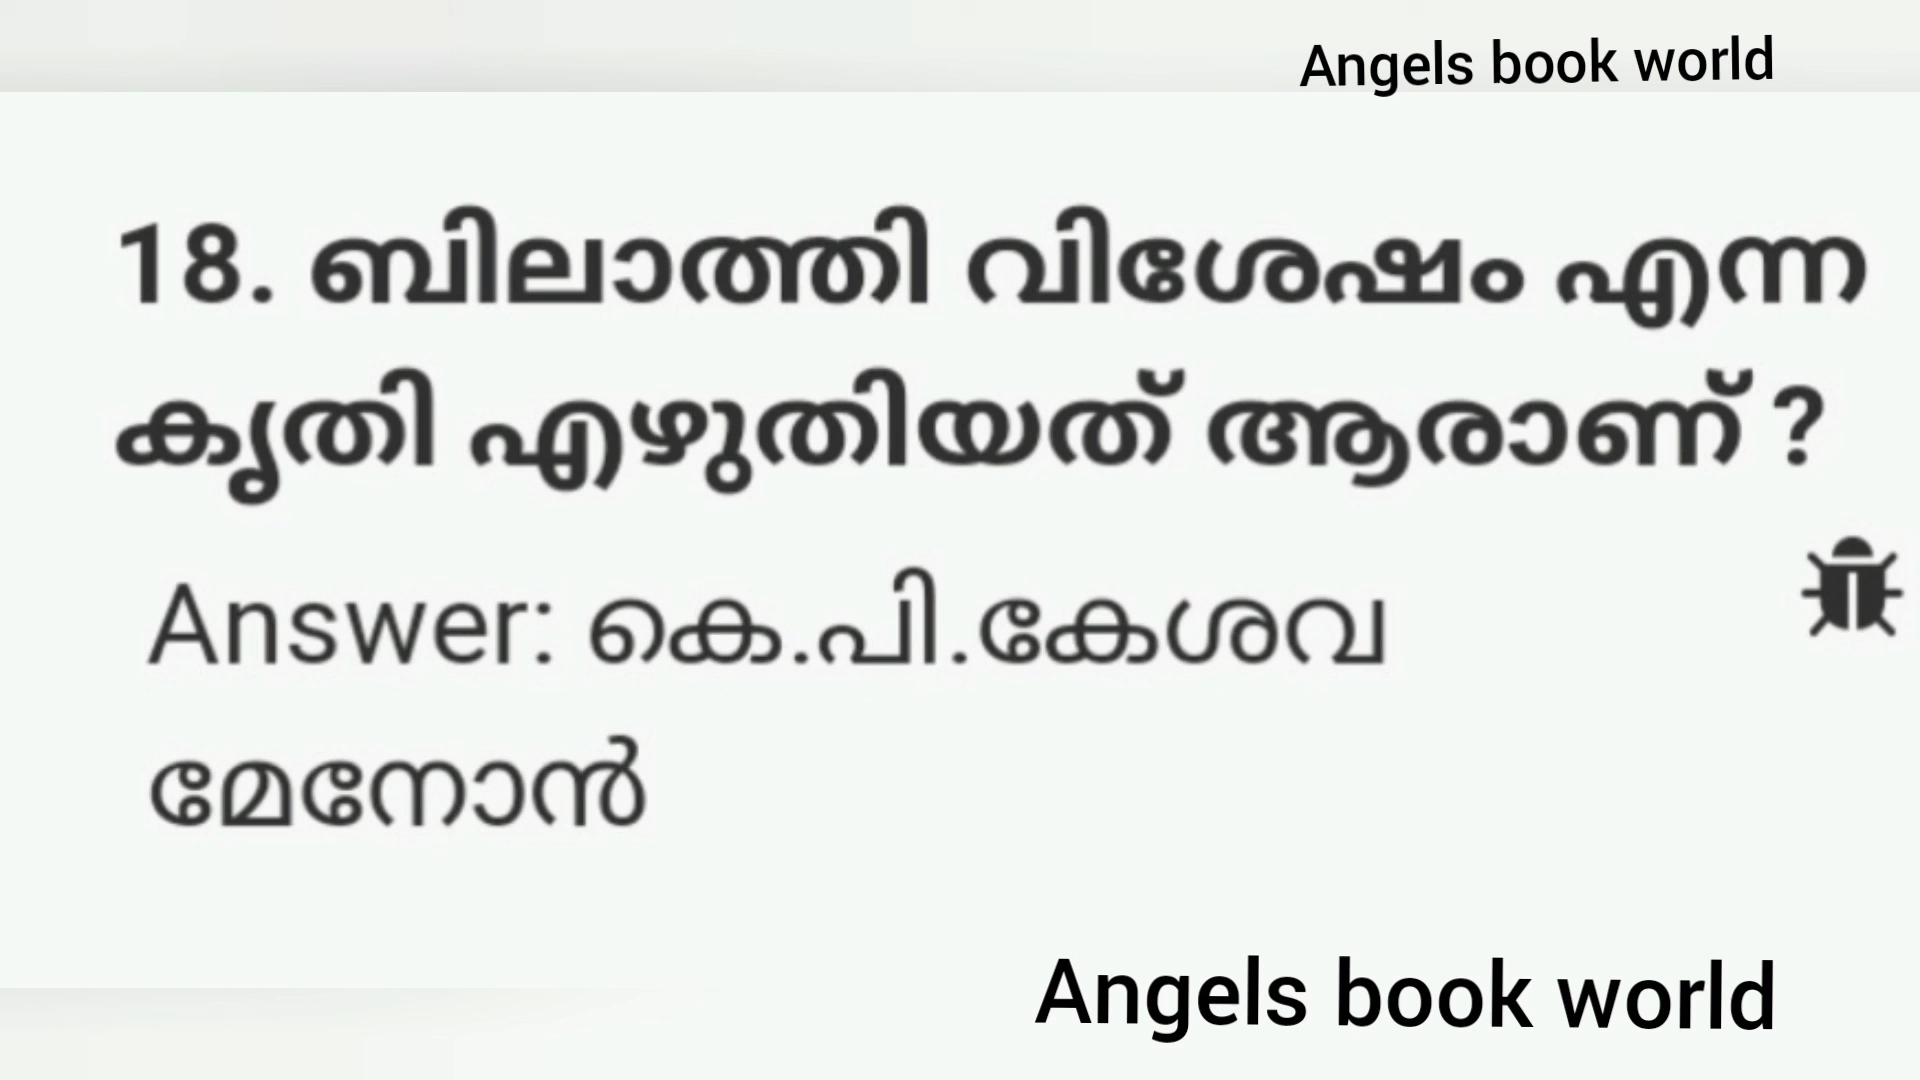 Angels book world
18. ബിലാത്തി വിശേഷം എന്ന
കൃതി എഴുതിയത് ആരാണ് ?
Answer: കെ.പി.കേശവ
മേനോൻ
Angels book world